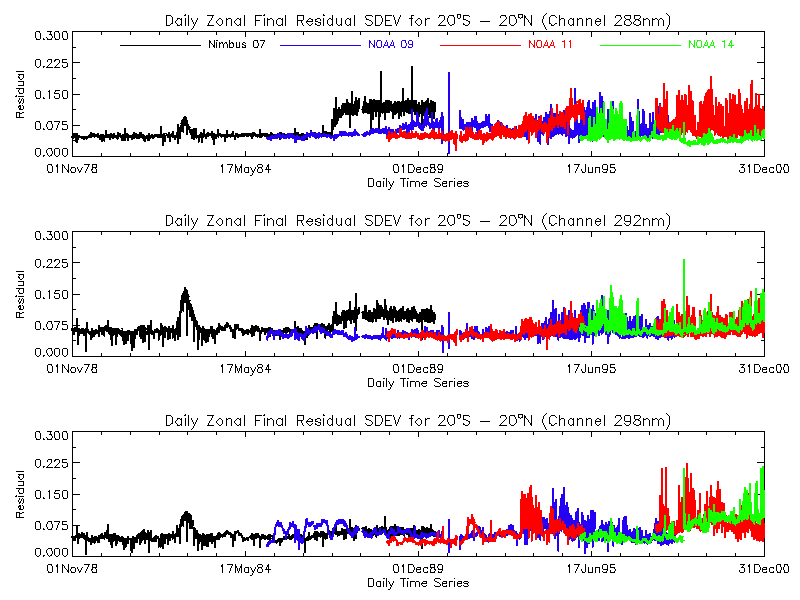 Daily Zonal Final Residual SDEV for 20°S - 20°N (Channel 288nm)
0.300
Nimbus 07 NOAA 09 NOAA 11 NOAA 14
0.225
0.150
0.075
0.000
Residual
01Nov78 17May84 01Dec89 17Jun95 31Dec00
Daily Time Series
Daily Zonal Final Residual SDEV for 20°S - 20°N (Channel 292nm)
0.300
0.225
0.150
0.075
0.000
Residual
01Nov78 17May84 01Dec89 17Jun95 31Dec00
Daily Time Series
Daily Zonal Final Residual SDEV for 20°S - 20°N (Channel 298nm)
0.300
0.225
0.150
0.075
0.000
Residual
01Nov78 17May84 01Dec89 17Jun95 31Dec00
Daily Time Series